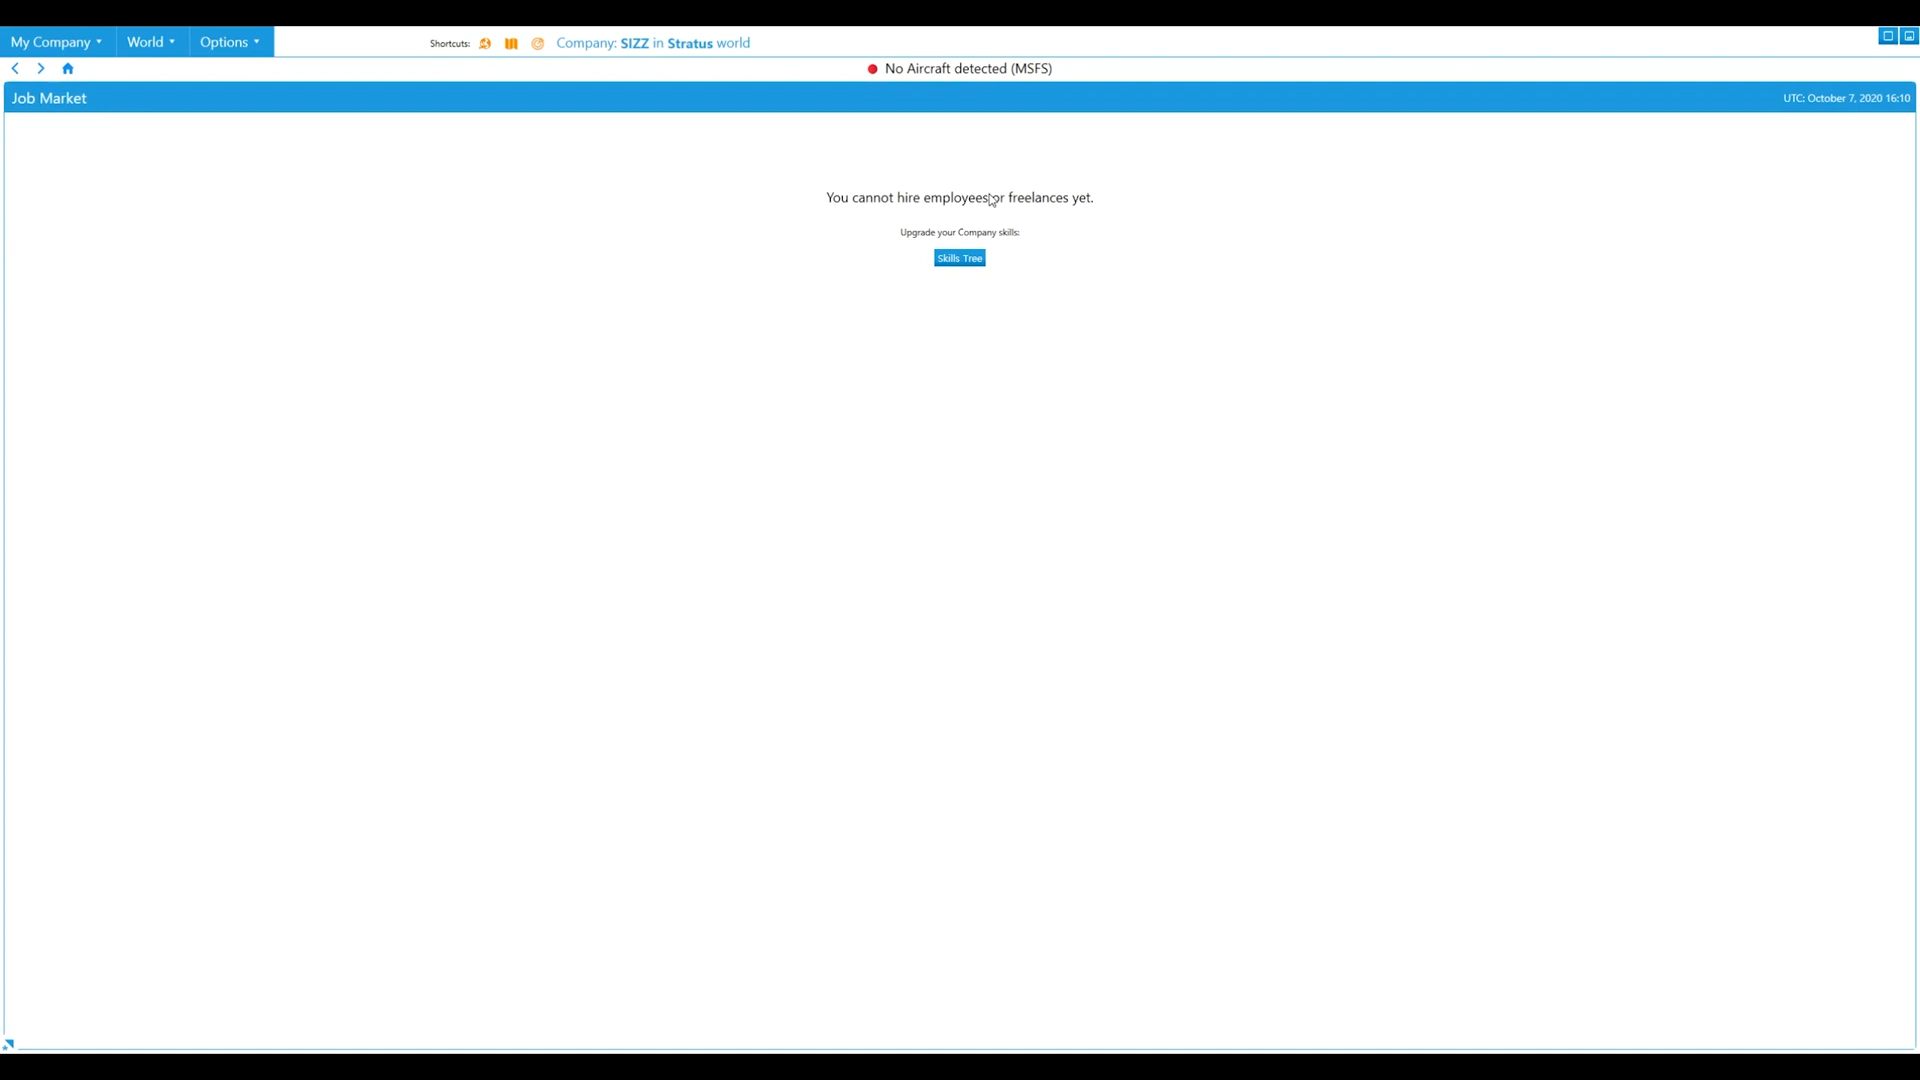 My Company World Options Shortcuts: Company: SIZZ in Stratus world
No Aircraft detected (MSFS)
Job Market UTC: October 7, 2020 16:10
You cannot hire employees or freelances yet.
Upgrade your Company skills:
Skills Tree